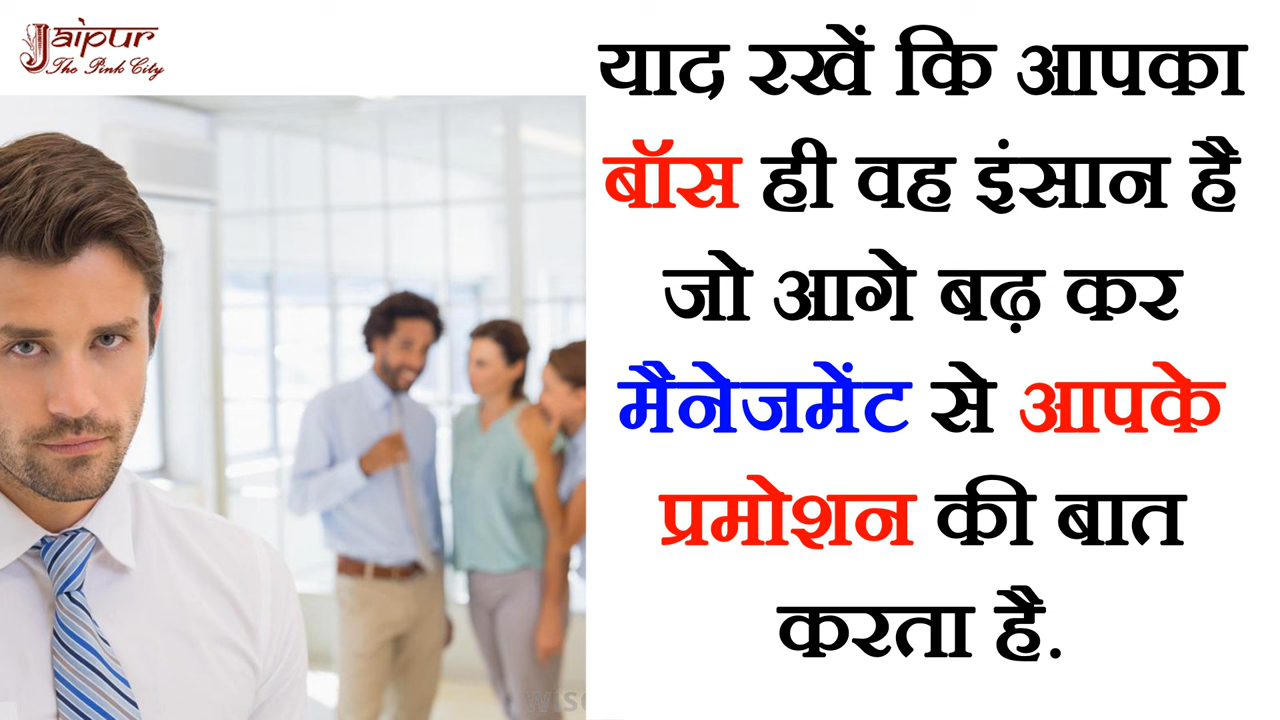 Jaipur
The Pink City
याद रखें कि आपका
बॉस ही वह इंसान है
जो आगे बढ़ कर
मैनेजमेंट से आपके
प्रमोशन की बात
करता है.